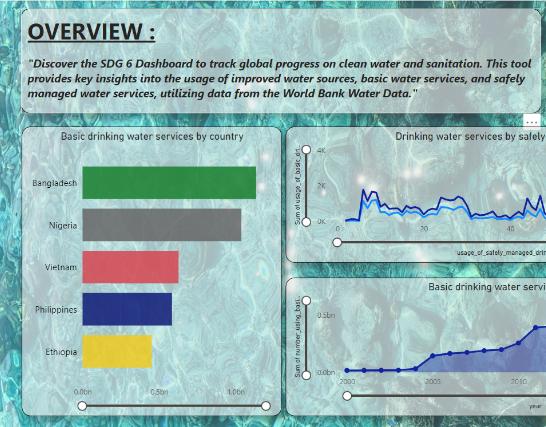 OVERVIEW :
"Discover the SDG 6 Dashboard to track global progress on clean water and sanitation. This tool
provides key insights into the usage of improved water sources, basic water services, and safely
managed water services, utilizing data from the World Bank Water Data."
...
Basic drinking water services by country
Bangladesh
Nigeria
Vietnam
Philippines
Ethiopia
0.0bn 0.5bn 1.0bn
Drinking water services by safely
Sum of usage_of_basic_dri...
4K
2K
0K
0 20 40
usage_of_safely_managed_drin
Basic drinking water servi
Sum of number_using_basi...
0.5bn
0.0bn
2000 2005 2010
year